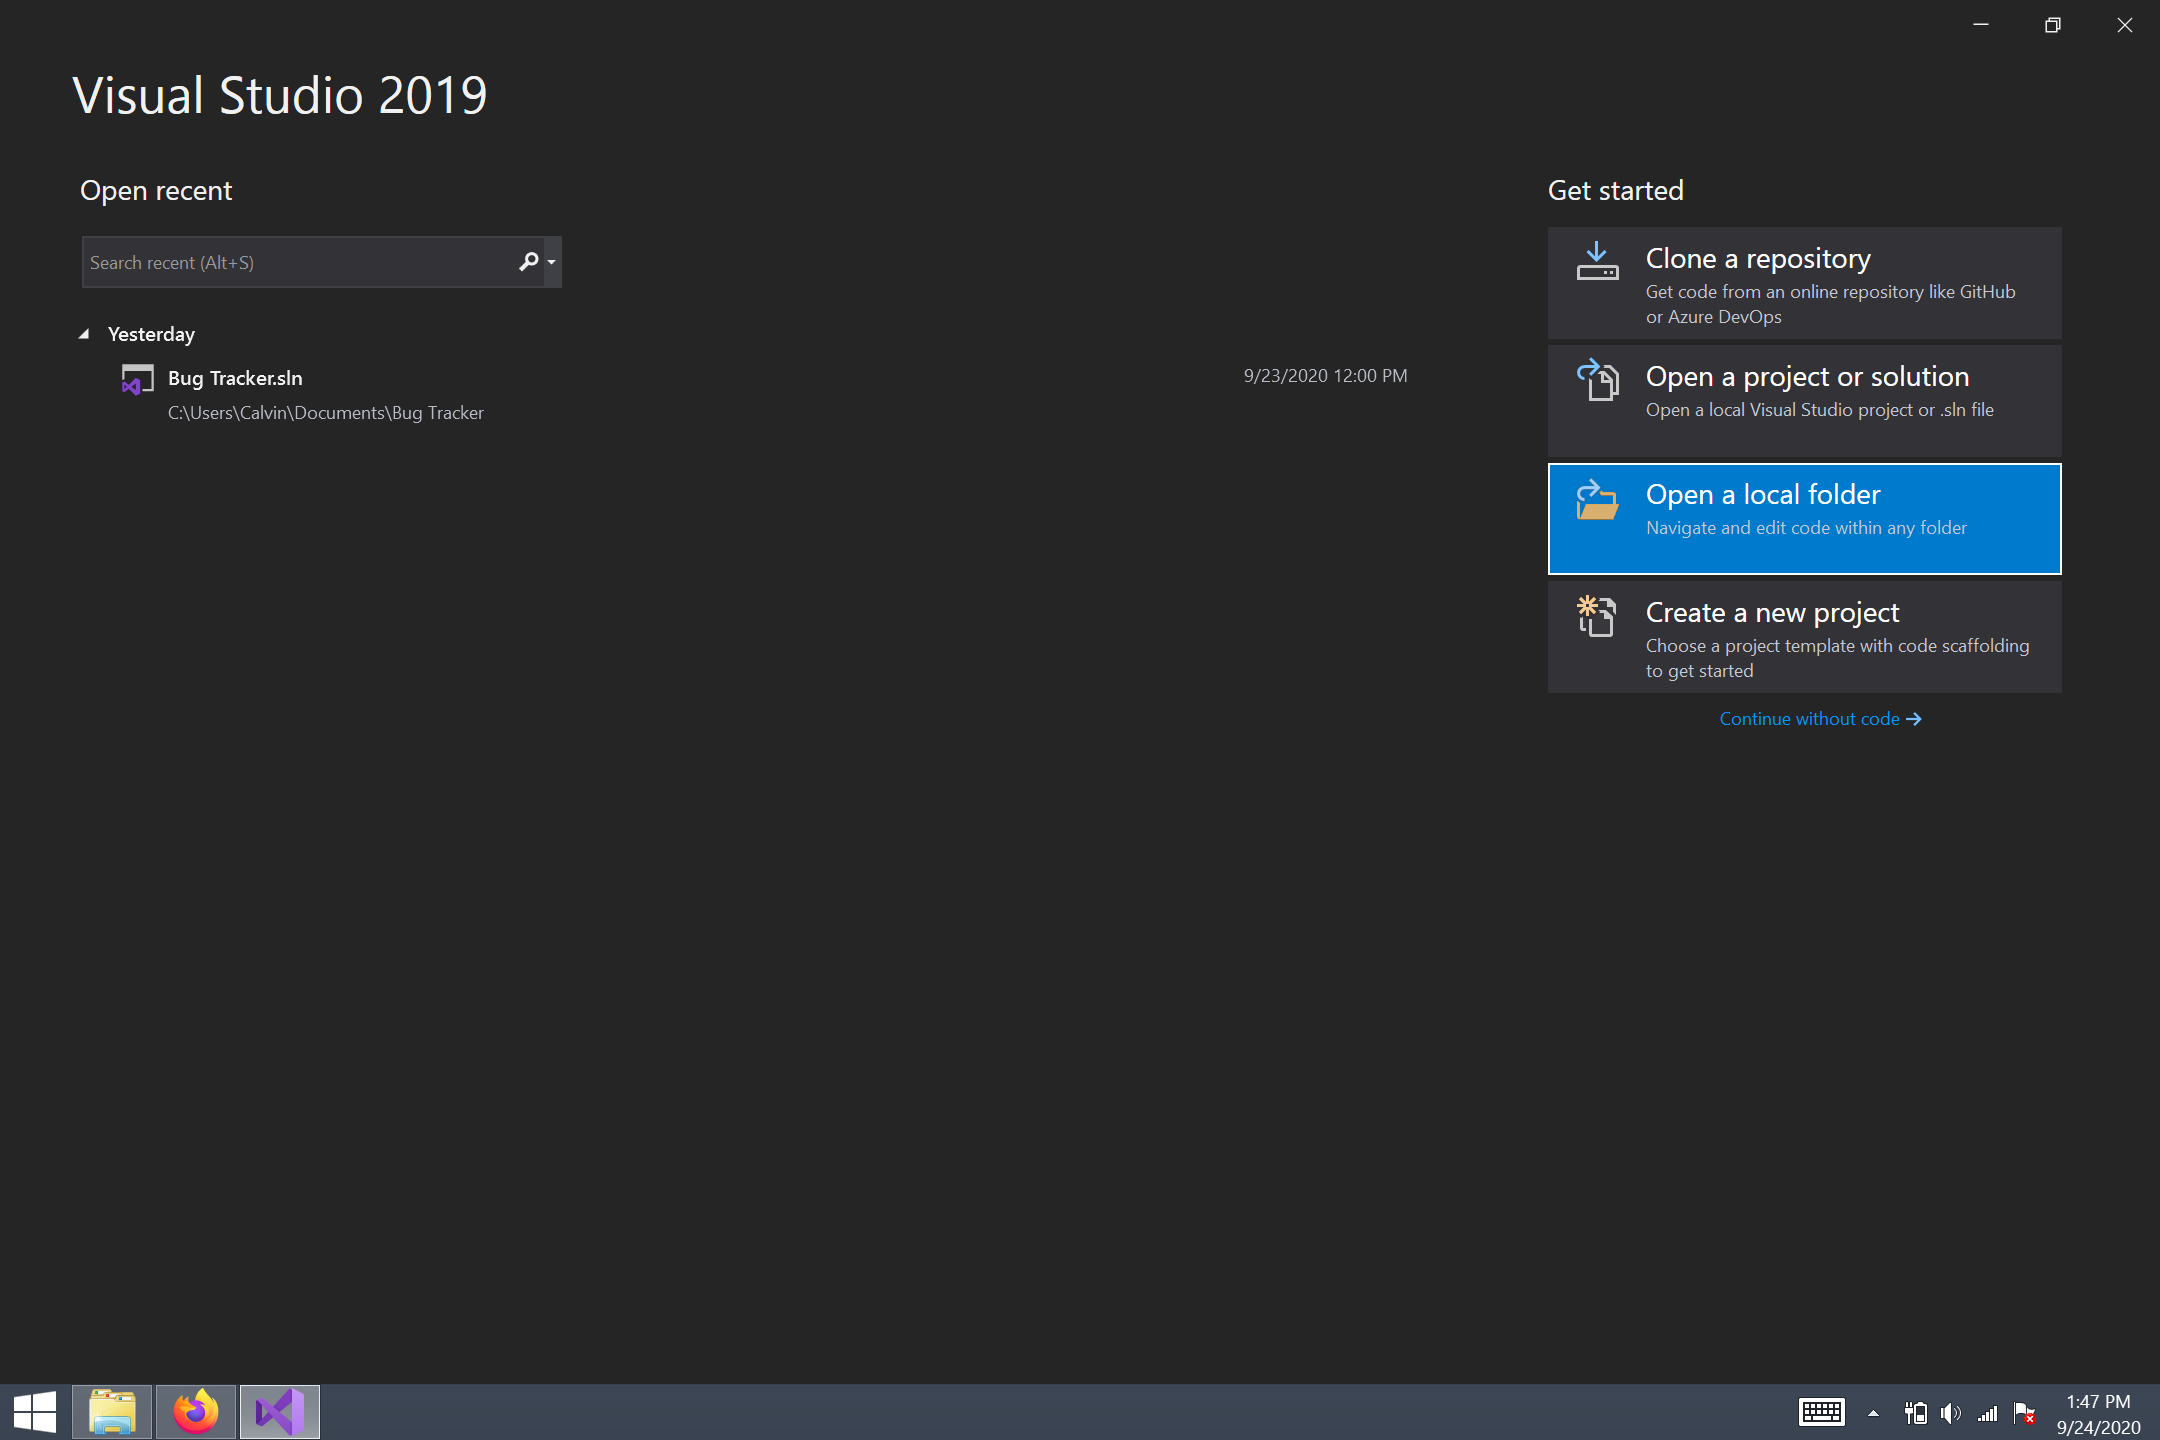 Visual Studio 2019
Open recent
Search recent (Alt+S)
Yesterday
Bug Tracker.sln
9/23/2020 12:00 PM
C:\Users\Calvin\Documents\Bug Tracker
Get started
Clone a repository
Get code from an online repository like GitHub
or Azure DevOps
Open a project or solution
Open a local Visual Studio project or .sln file
Open a local folder
Navigate and edit code within any folder
Create a new project
Choose a project template with code scaffolding
to get started
Continue without code
1:47 PM
9/24/2020